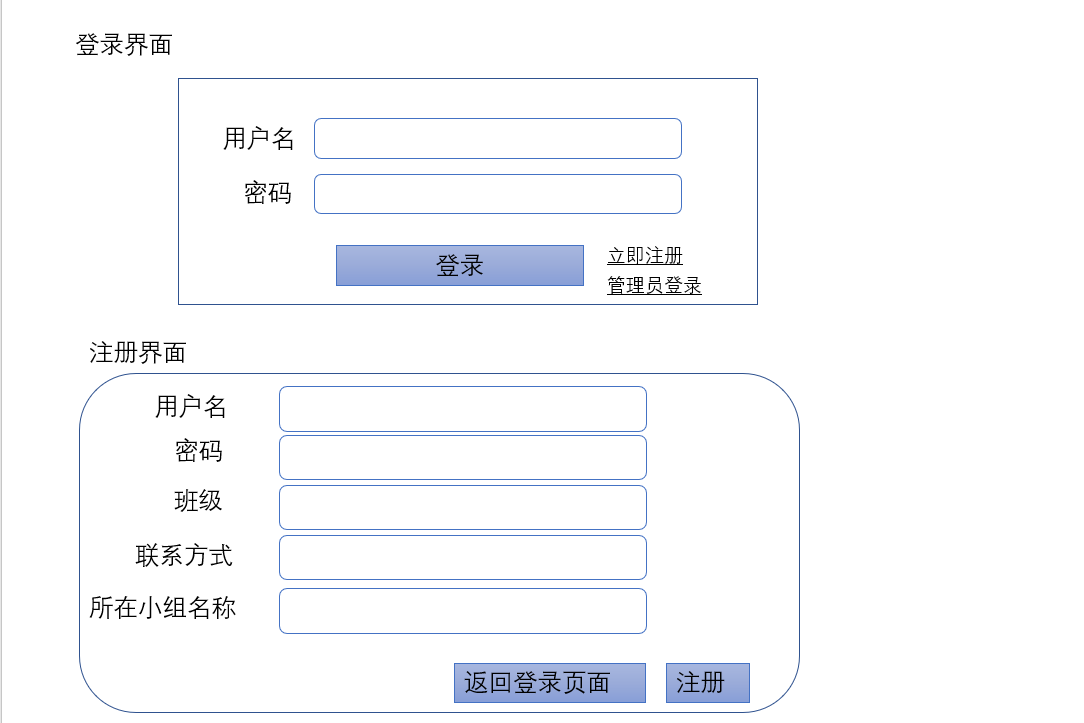 登录界面
用户名
密码
登录
立即注册
管理员登录
注册界面
用户名
密码
班级
联系方式
所在小组名称
返回登录页面
注册